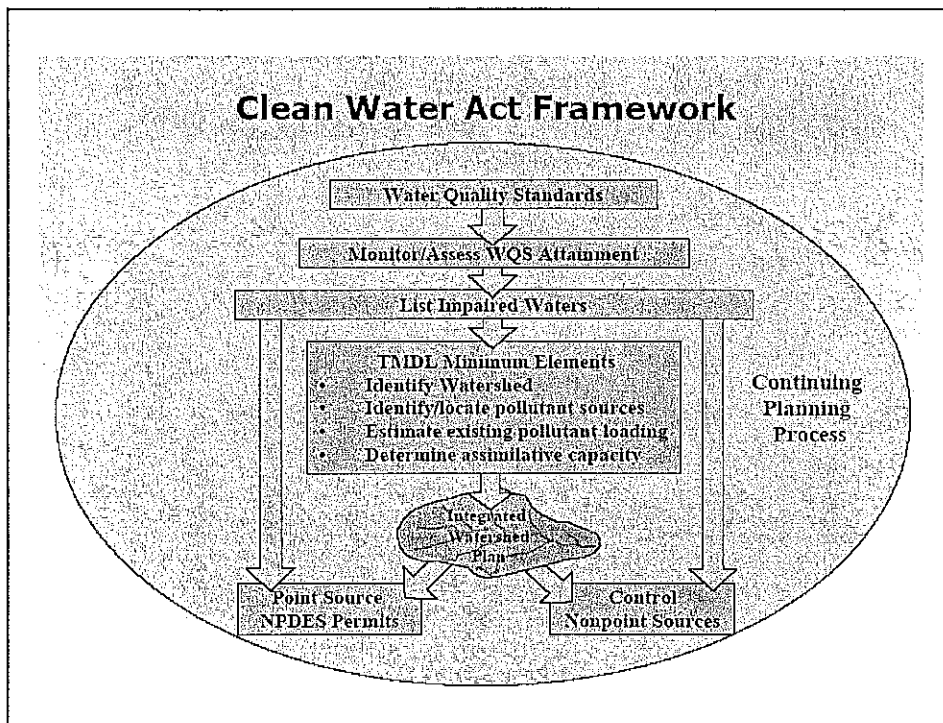 Clean Water Act Framework
Water Quality Standards
Monitor/Assess WQS Attainment
List Impaired Waters
TMDL Minimum Elements
• Identify Watershed
• Identify/locate pollutant sources
• Estimate existing pollutant loading
• Determine assimilative capacity
Continuing
Planning
Process
Integrated
Watershed
Plan
Point Source
NPDES Permits
Control
Nonpoint Sources